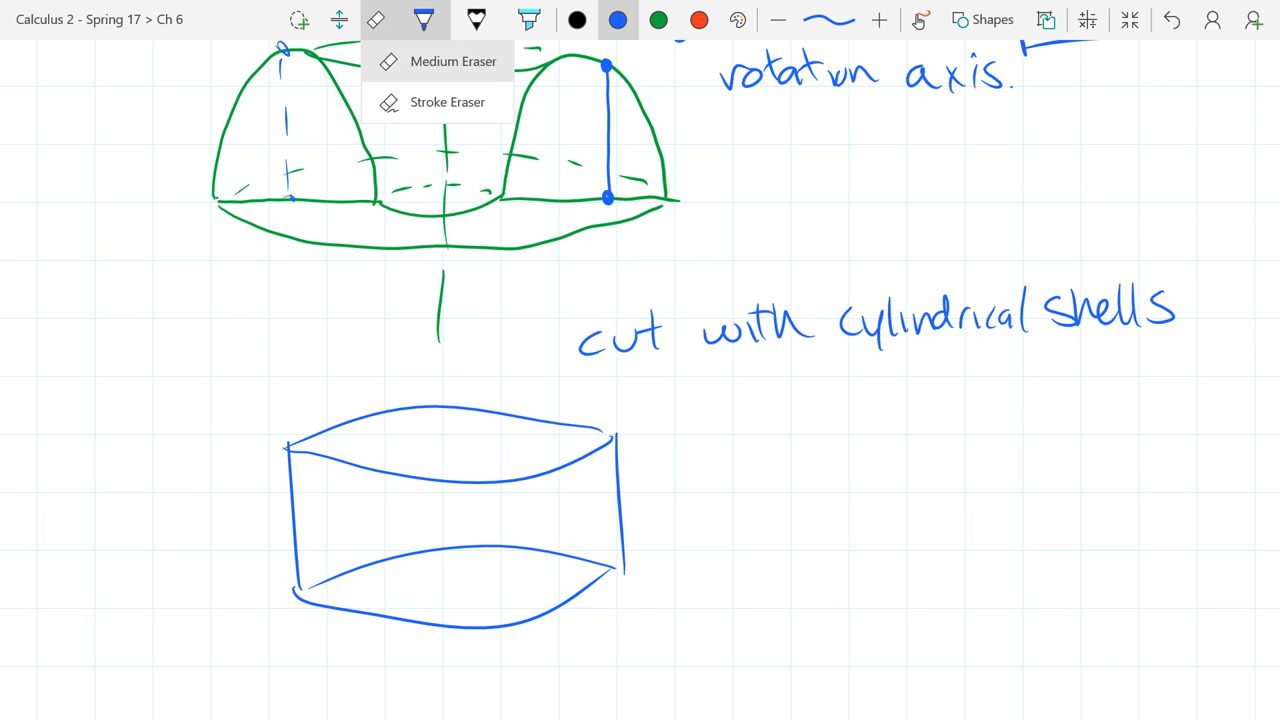 Calculus 2 - Spring 17 > Ch 6
Shapes
Medium Eraser
Stroke Eraser
rotation axis.
cut with cylindrical shells